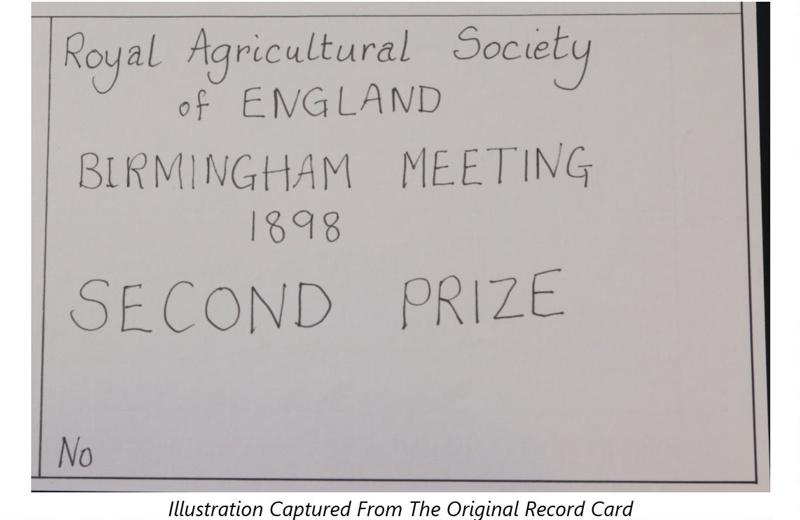 Royal Agricultural Society
of ENGLAND
BIRMINGHAM MEETING
1898
SECOND PRIZE
No
Illustration Captured From The Original Record Card